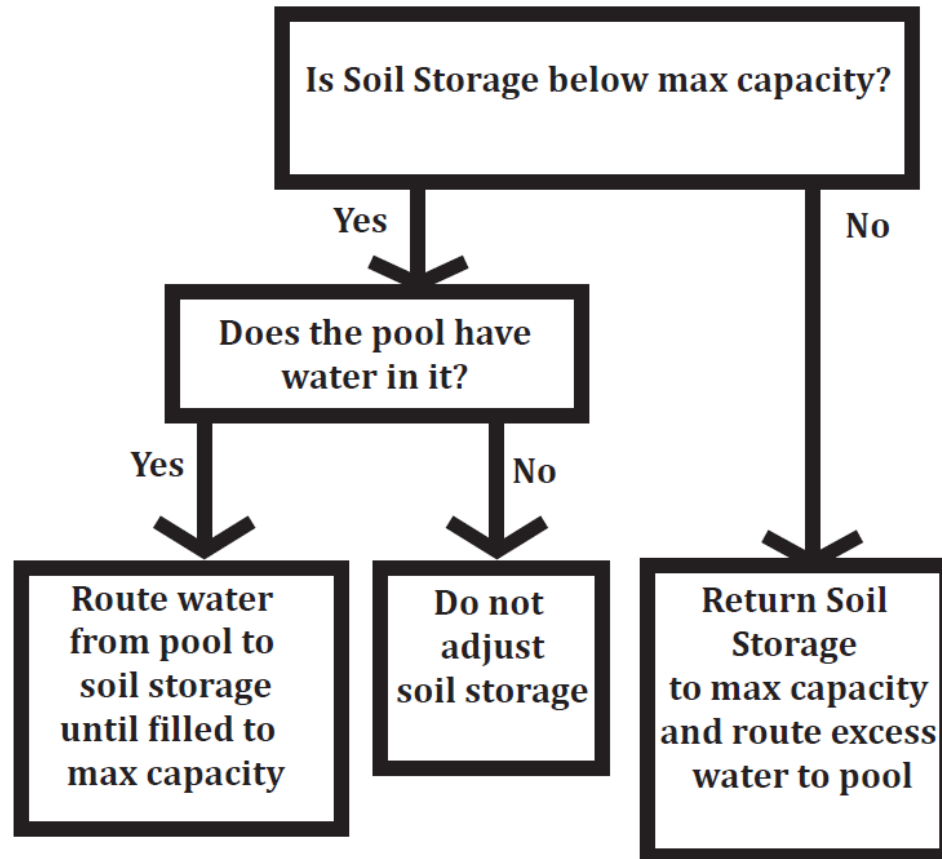 Is Soil Storage below max capacity?
Yes
No
Does the pool have
water in it?
Yes
No
Route water
from pool to
soil storage
until filled to
max capacity
Do not
adjust
soil storage
Return Soil
Storage
to max capacity
and route excess
water to pool